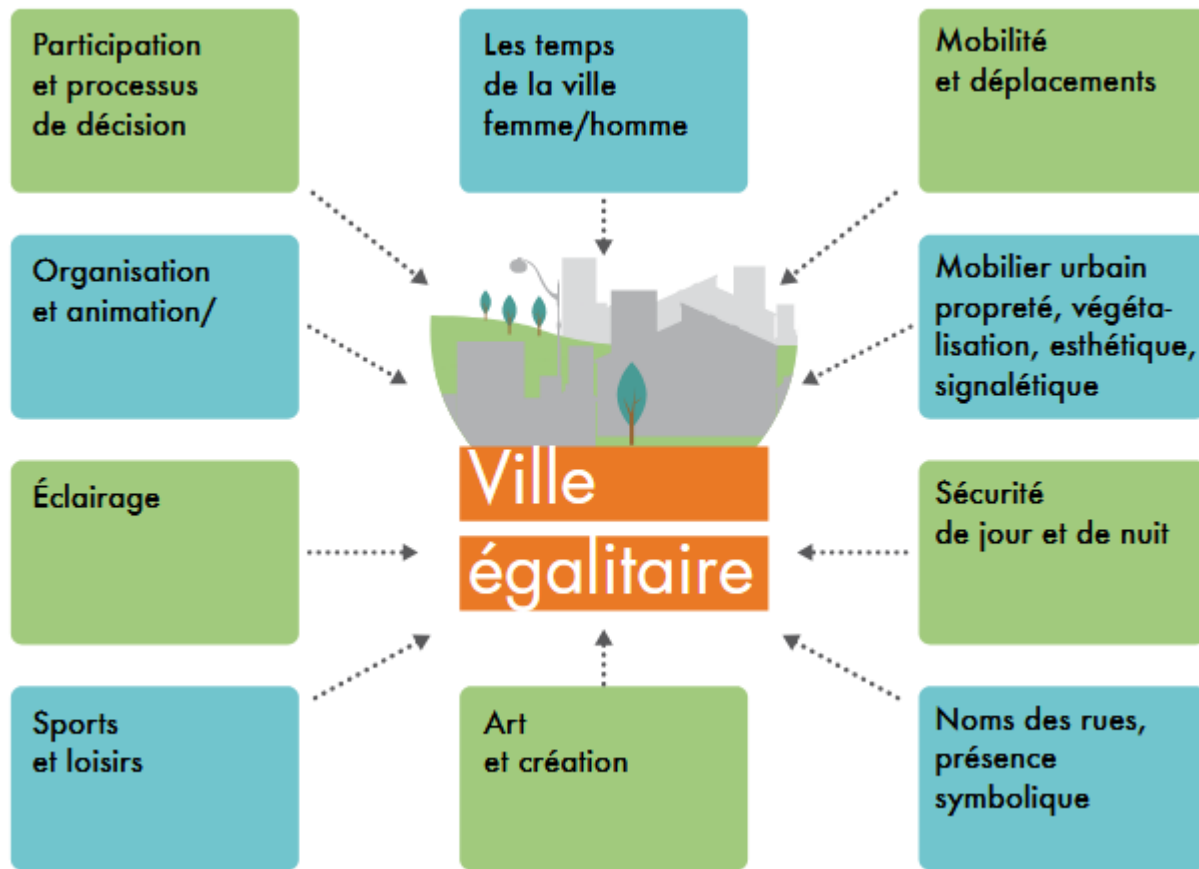 Participation
et processus
de décision
Les temps
de la ville
femme/homme
Mobilité
et déplacements
Organisation
et animation/
Mobilier urbain
propreté, végéta-
lisation, esthétique,
signalétique
Ville
égalitaire
Éclairage
Sécurité
de jour et de nuit
Sports
et loisirs
Art
et création
Noms des rues,
présence
symbolique